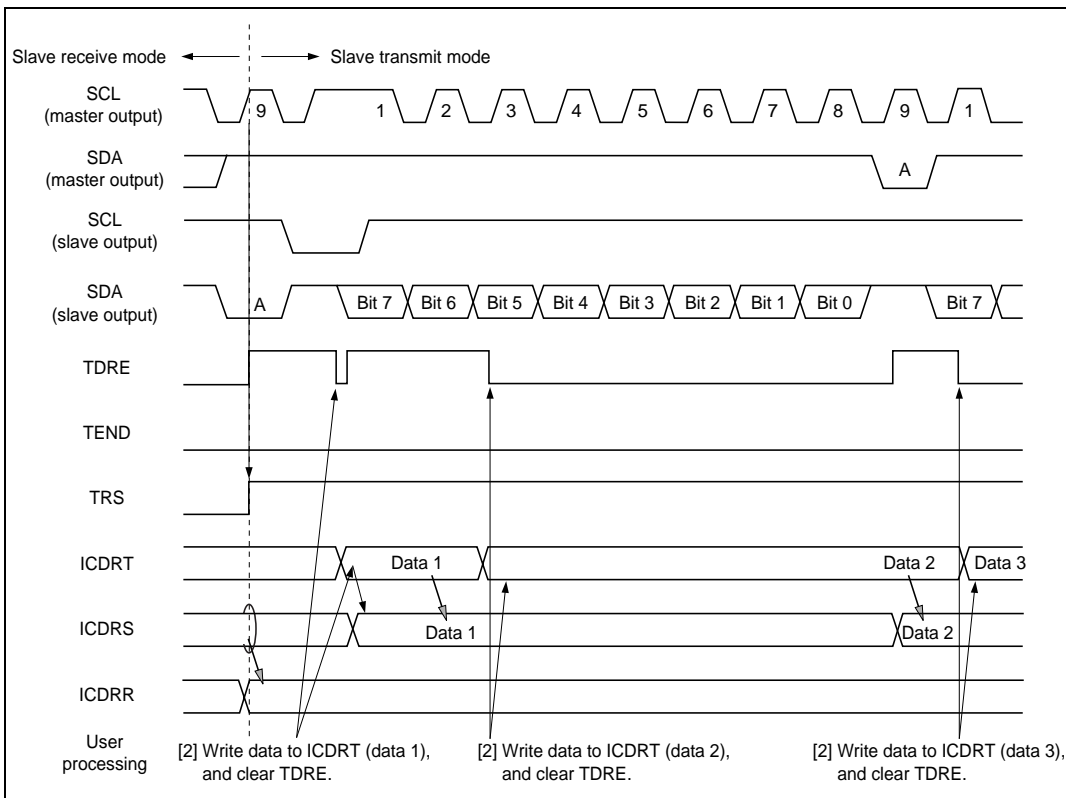 Slave receive mode
Slave transmit mode
SCL
(master output)
9 1 2 3 4 5 6 7 8 9 1
SDA
(master output)
A
SCL
(slave output)
SDA
(slave output)
A Bit 7 Bit 6 Bit 5 Bit 4 Bit 3 Bit 2 Bit 1 Bit 0 Bit 7
TDRE
TEND
TRS
ICDRT
Data 1 Data 2 Data 3
ICDRS
Data 1 Data 2
ICDRR
User
processing
[2] Write data to ICDRT (data 1),
and clear TDRE.
[2] Write data to ICDRT (data 2),
and clear TDRE.
[2] Write data to ICDRT (data 3),
and clear TDRE.